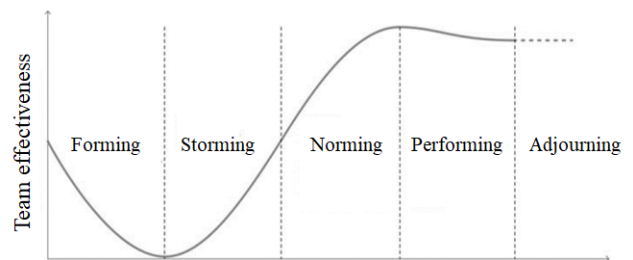 Team effectiveness
Forming
Storming
Norming
Performing
Adjourning